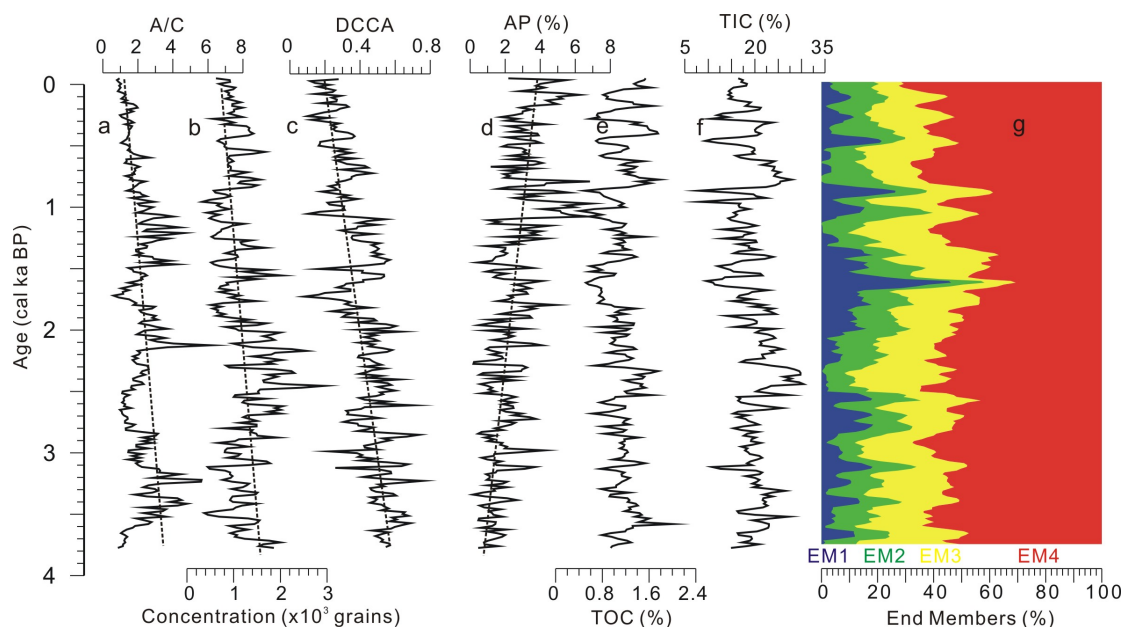 A/C DCCA AP (%) TIC (%)
0 2 4 6 8 0 0.4 0.8 0 2 4 6 8 5 20 35
0
1
2
3
4
Age (cal ka BP)
a b c d e f g
EM1 EM2 EM3 EM4
0 1 2 3 0 0.8 1.6 2.4 0 20 40 60 80 100
Concentration (x10³ grains) TOC (%) End Members (%)